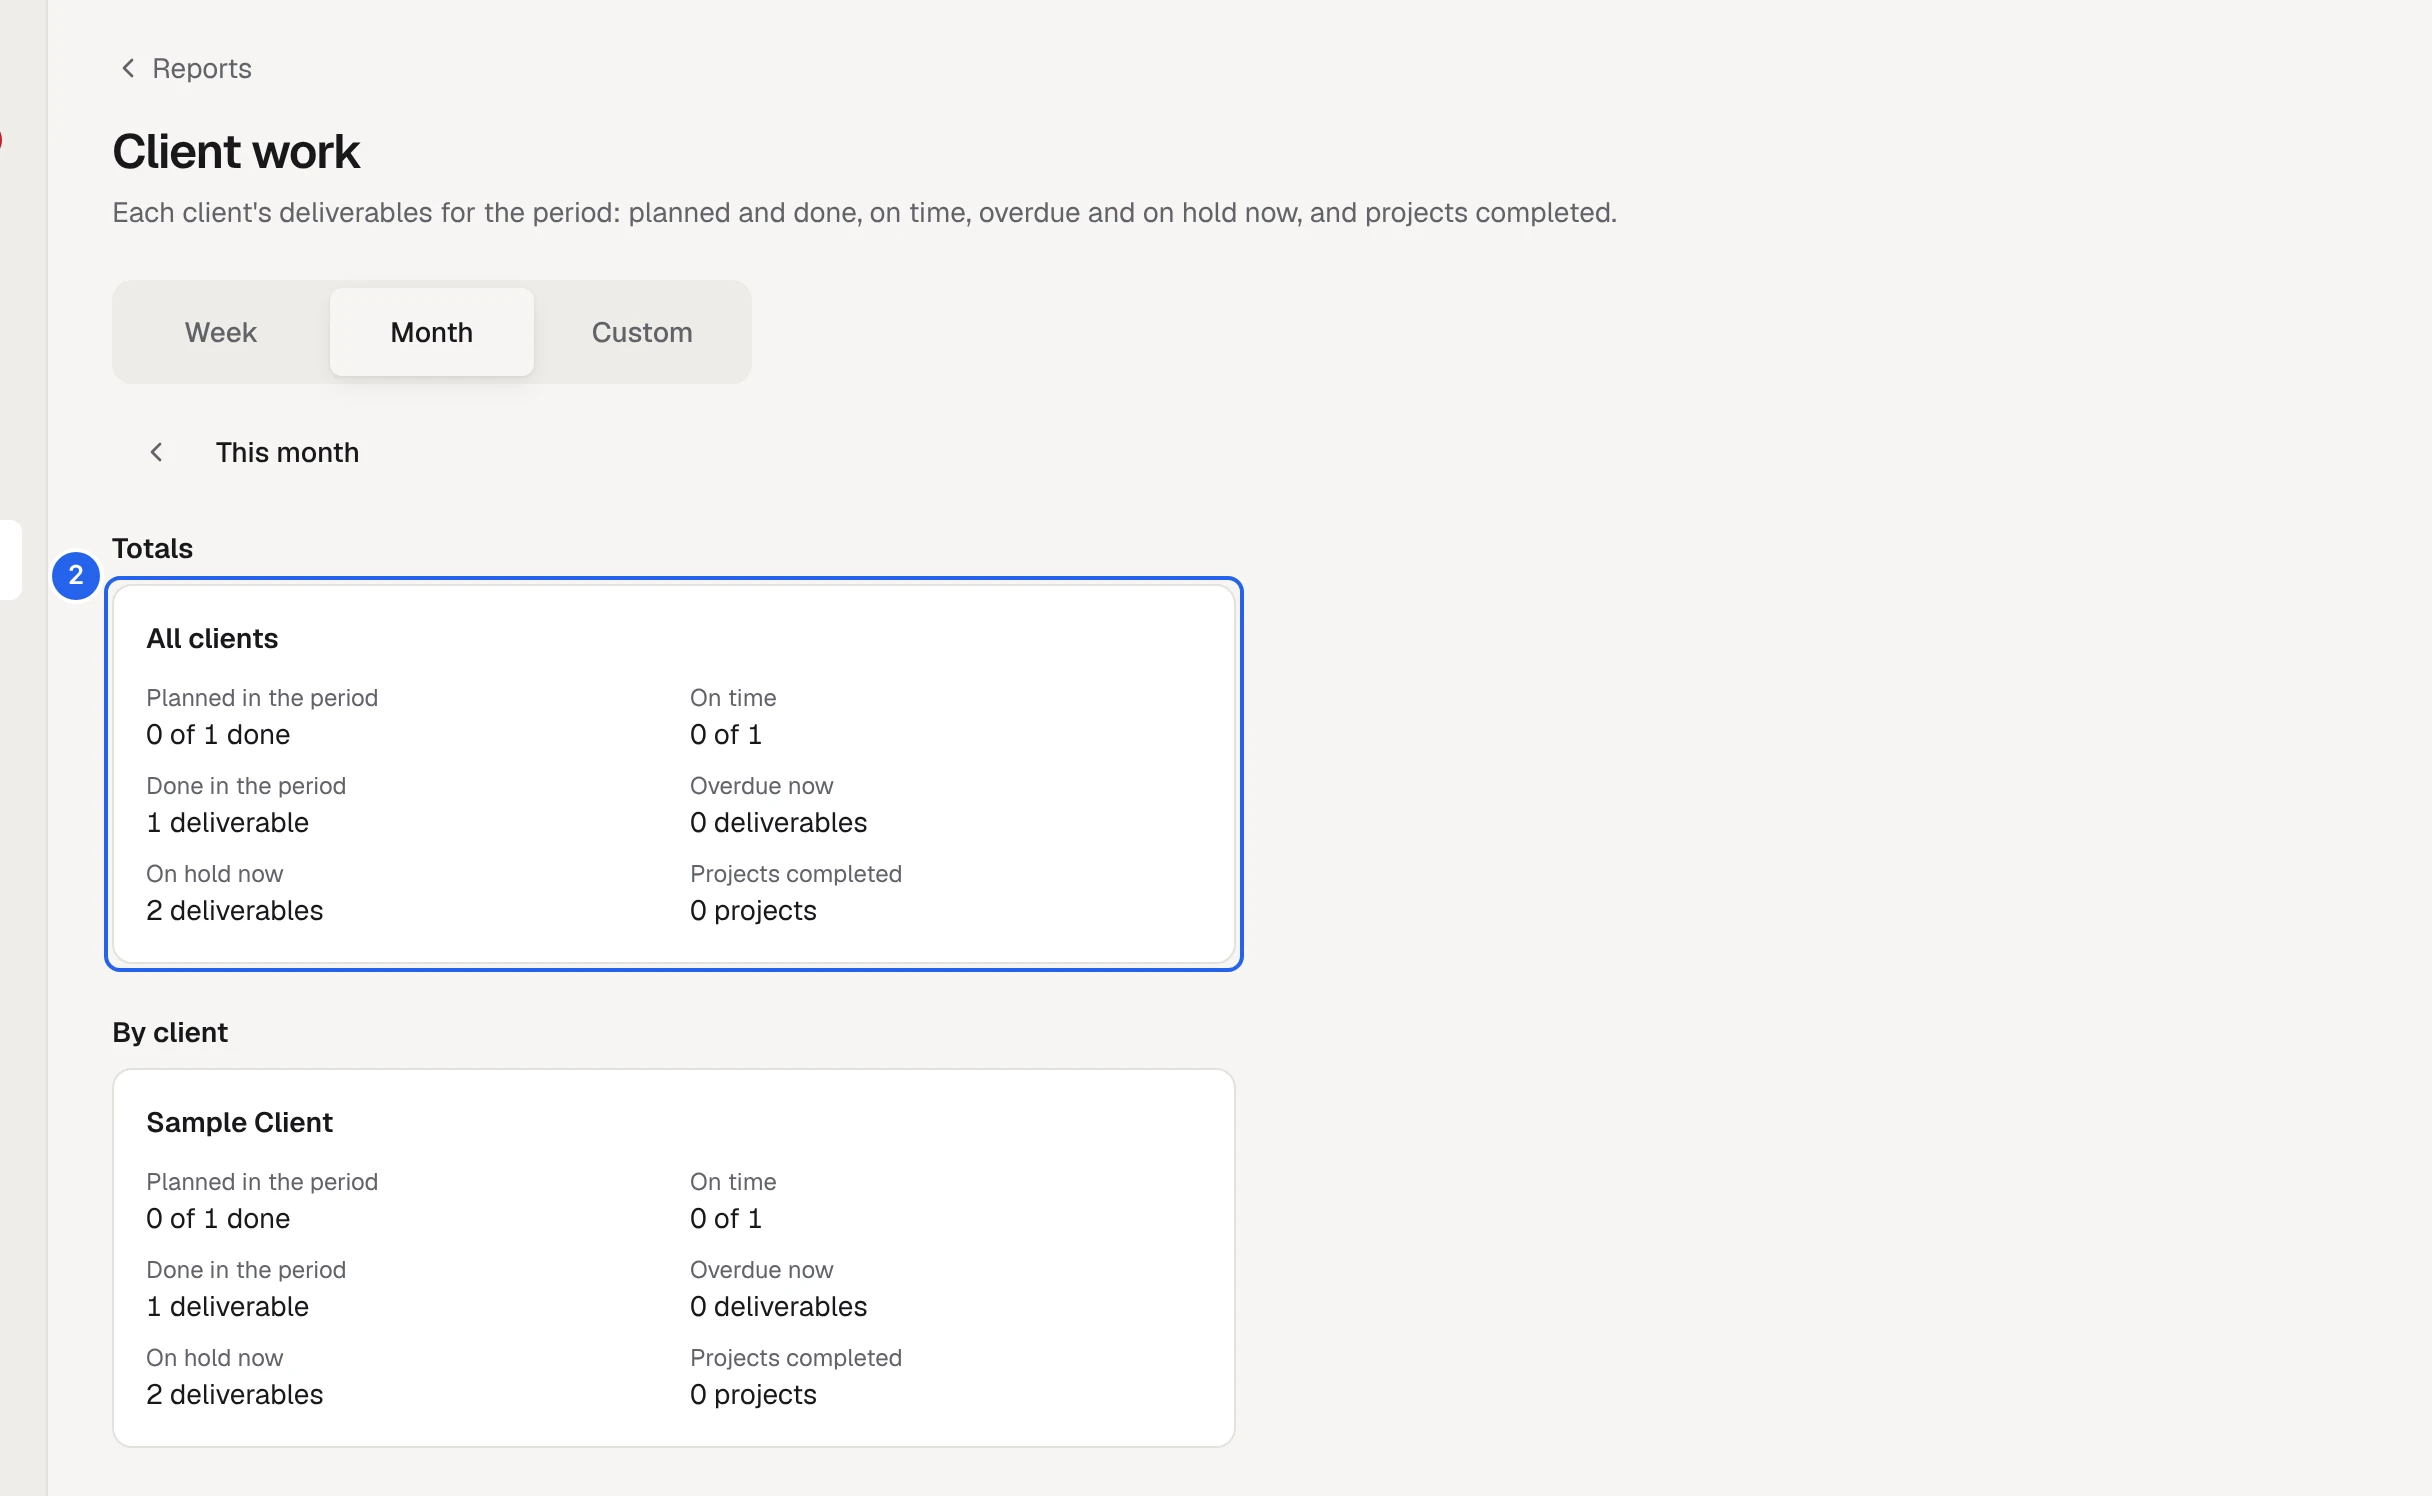 Reports
Client work
Each client's deliverables for the period: planned and done, on time, overdue and on hold now, and projects completed.
Week Month Custom
This month
Totals
2
All clients
Planned in the period On time
0 of 1 done 0 of 1
Done in the period Overdue now
1 deliverable 0 deliverables
On hold now Projects completed
2 deliverables 0 projects
By client
Sample Client
Planned in the period On time
0 of 1 done 0 of 1
Done in the period Overdue now
1 deliverable 0 deliverables
On hold now Projects completed
2 deliverables 0 projects